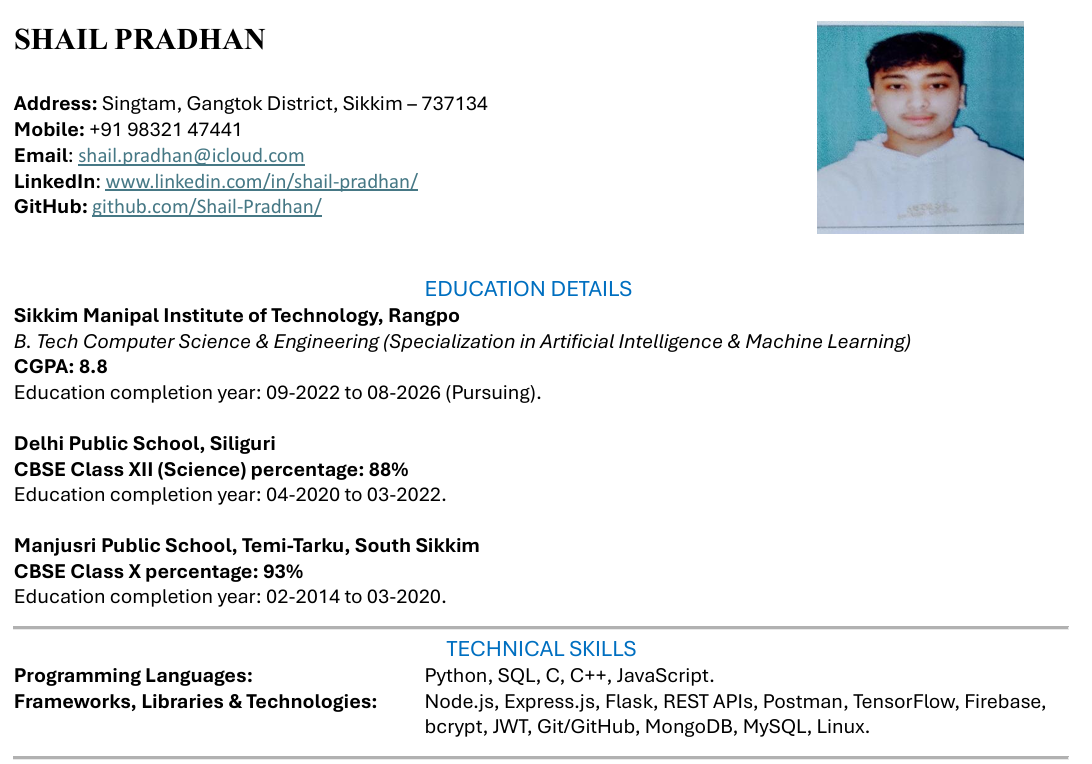 SHAIL PRADHAN
Address: Singtam, Gangtok District, Sikkim – 737134
Mobile: +91 98321 47441
Email: shail.pradhan@icloud.com
LinkedIn: www.linkedin.com/in/shail-pradhan/
GitHub: github.com/Shail-Pradhan/
EDUCATION DETAILS
Sikkim Manipal Institute of Technology, Rangpo
B. Tech Computer Science & Engineering (Specialization in Artificial Intelligence & Machine Learning)
CGPA: 8.8
Education completion year: 09-2022 to 08-2026 (Pursuing).
Delhi Public School, Siliguri
CBSE Class XII (Science) percentage: 88%
Education completion year: 04-2020 to 03-2022.
Manjusri Public School, Temi-Tarku, South Sikkim
CBSE Class X percentage: 93%
Education completion year: 02-2014 to 03-2020.
TECHNICAL SKILLS
Programming Languages: Python, SQL, C, C++, JavaScript.
Frameworks, Libraries & Technologies: Node.js, Express.js, Flask, REST APIs, Postman, TensorFlow, Firebase,
bcrypt, JWT, Git/GitHub, MongoDB, MySQL, Linux.